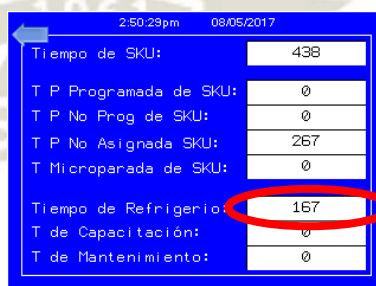 2:50:29pm 08/05/2017
Tiempo de SKU: 438
T P Programada de SKU: 0
T P No Prog de SKU: 0
T P No Asignada SKU: 267
T Microparada de SKU: 0
Tiempo de Refrigerio: 167
T de Capacitación: 0
T de Mantenimiento: 0